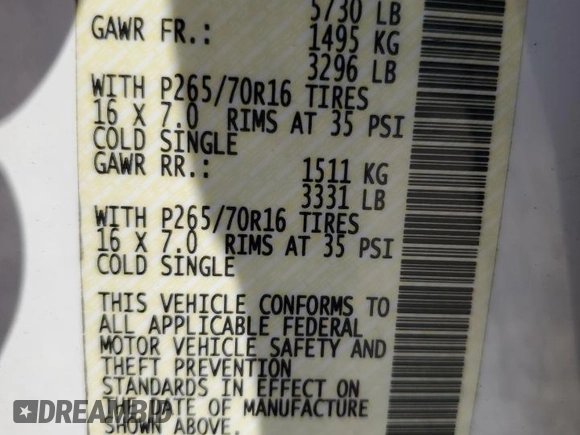 5730 LB
GAWR FR.: 1495 KG
3296 LB
WITH P265/70R16 TIRES
16 X 7.0 RIMS AT 35 PSI
COLD SINGLE
GAWR RR.: 1511 KG
3331 LB
WITH P265/70R16 TIRES
16 X 7.0 RIMS AT 35 PSI
COLD SINGLE
THIS VEHICLE CONFORMS TO
ALL APPLICABLE FEDERAL
MOTOR VEHICLE SAFETY AND
THEFT PREVENTION
STANDARDS IN EFFECT ON
THE DATE OF MANUFACTURE
SHOWN ABOVE.
DREAMBID